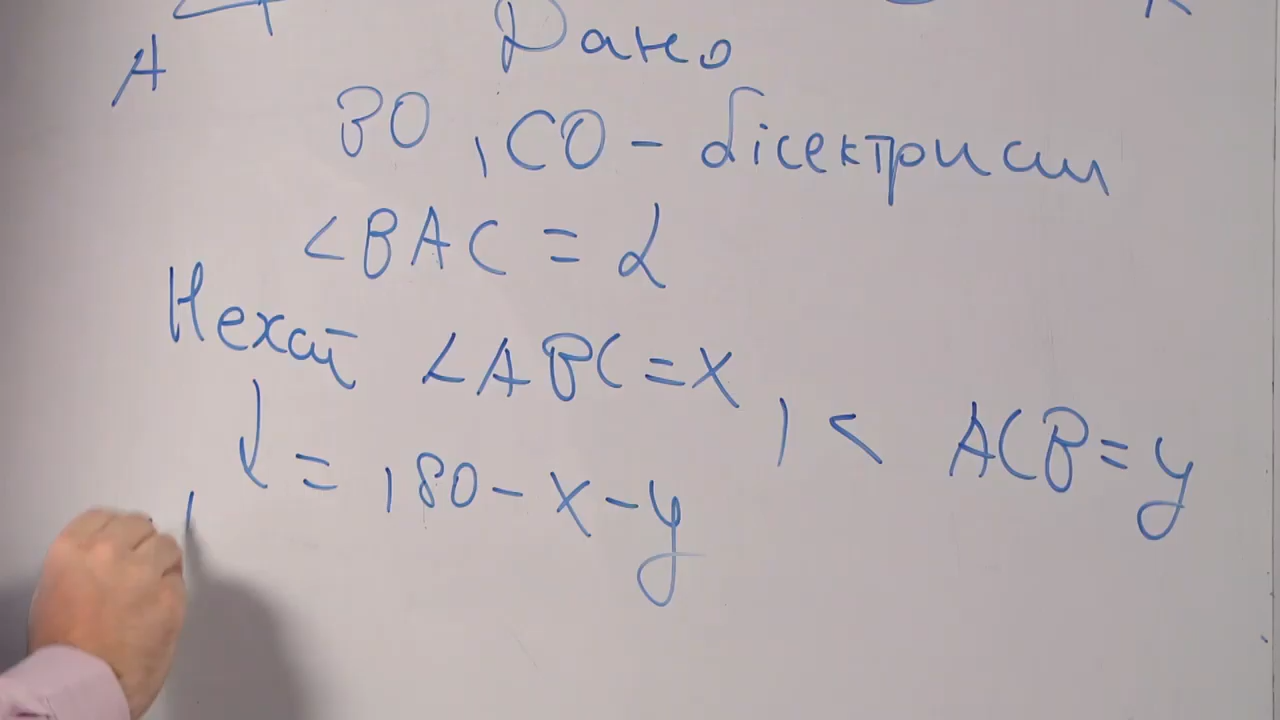 A
Дано
BO, CO - бісектриси
<BAC = α
Нехай <ABC=x, < ACB=y
α = 180-x-y